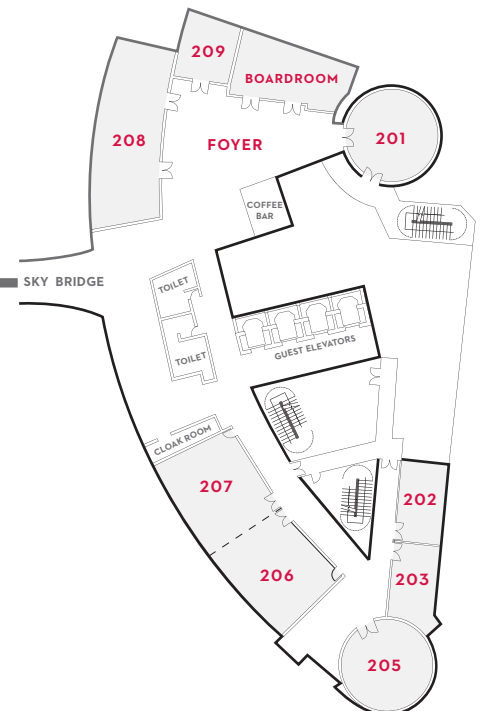 209
BOARDROOM
208
FOYER
201
COFFEE
BAR
SKY BRIDGE
TOILET
TOILET
GUEST ELEVATORS
CLOAK ROOM
207
202
206
203
205